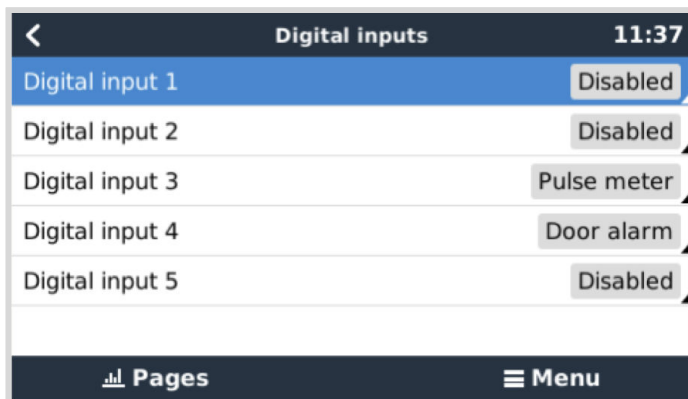 Digital inputs 11:37
Digital input 1 Disabled
Digital input 2 Disabled
Digital input 3 Pulse meter
Digital input 4 Door alarm
Digital input 5 Disabled
Pages Menu